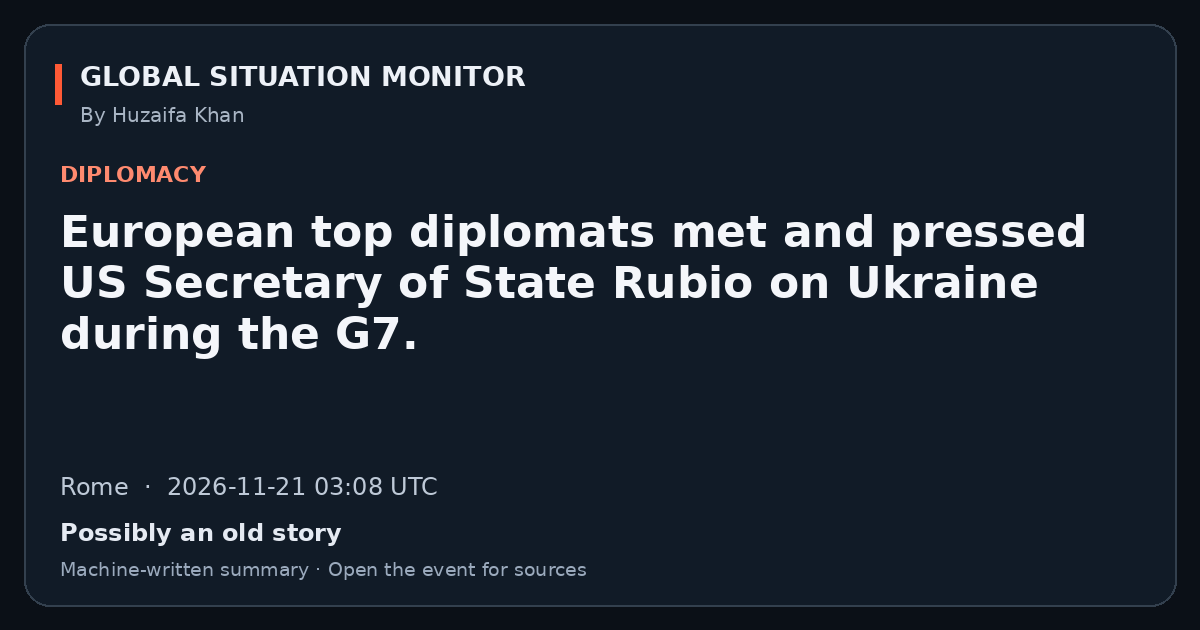 GLOBAL SITUATION MONITOR
By Huzaifa Khan
DIPLOMACY
European top diplomats met and pressed
US Secretary of State Rubio on Ukraine
during the G7.
Rome · 2026-11-21 03:08 UTC
Possibly an old story
Machine-written summary · Open the event for sources